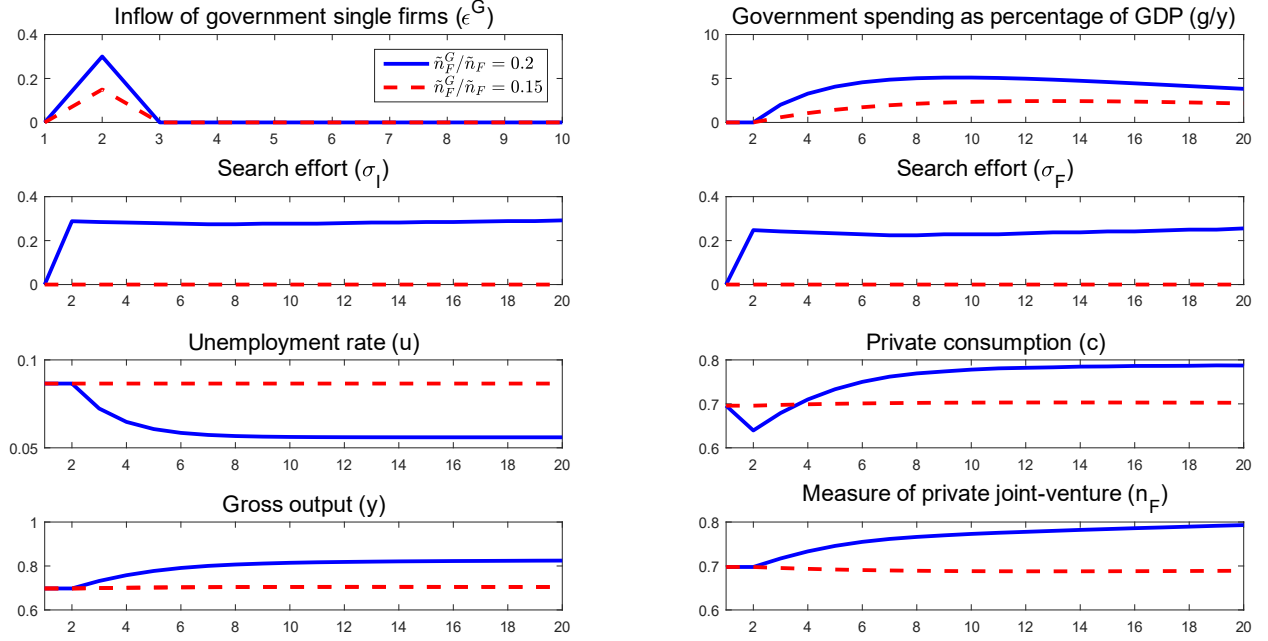 Inflow of government single firms (ϵ^G)
0.4
0.2
0
ñ_F^G/ñ_F = 0.2
ñ_F^G/ñ_F = 0.15
1 2 3 4 5 6 7 8 9 10
Government spending as percentage of GDP (g/y)
10
5
0
2 4 6 8 10 12 14 16 18 20
Search effort (σ_I)
0.4
0.2
0
2 4 6 8 10 12 14 16 18 20
Search effort (σ_F)
0.4
0.2
0
2 4 6 8 10 12 14 16 18 20
Unemployment rate (u)
0.1
0.05
2 4 6 8 10 12 14 16 18 20
Private consumption (c)
0.8
0.7
0.6
2 4 6 8 10 12 14 16 18 20
Gross output (y)
1
0.8
0.6
2 4 6 8 10 12 14 16 18 20
Measure of private joint-venture (n_F)
0.8
0.7
0.6
2 4 6 8 10 12 14 16 18 20